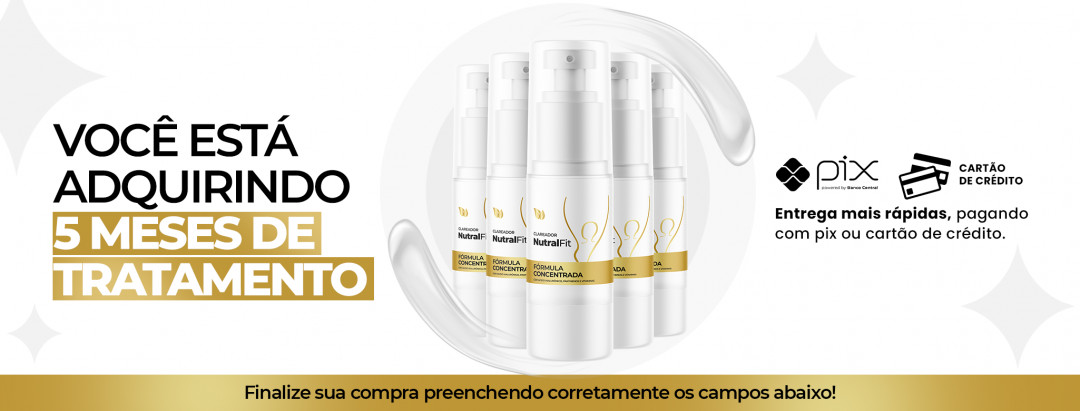 VOCÊ ESTÁ
ADQUIRINDO
5 MESES DE
TRATAMENTO
CLAREADOR
NutralFit
FÓRMULA
CONCENTRADA
pix
powered by Banco Central
CARTÃO
DE CRÉDITO
Entrega mais rápidas, pagando
com pix ou cartão de crédito.
Finalize sua compra preenchendo corretamente os campos abaixo!